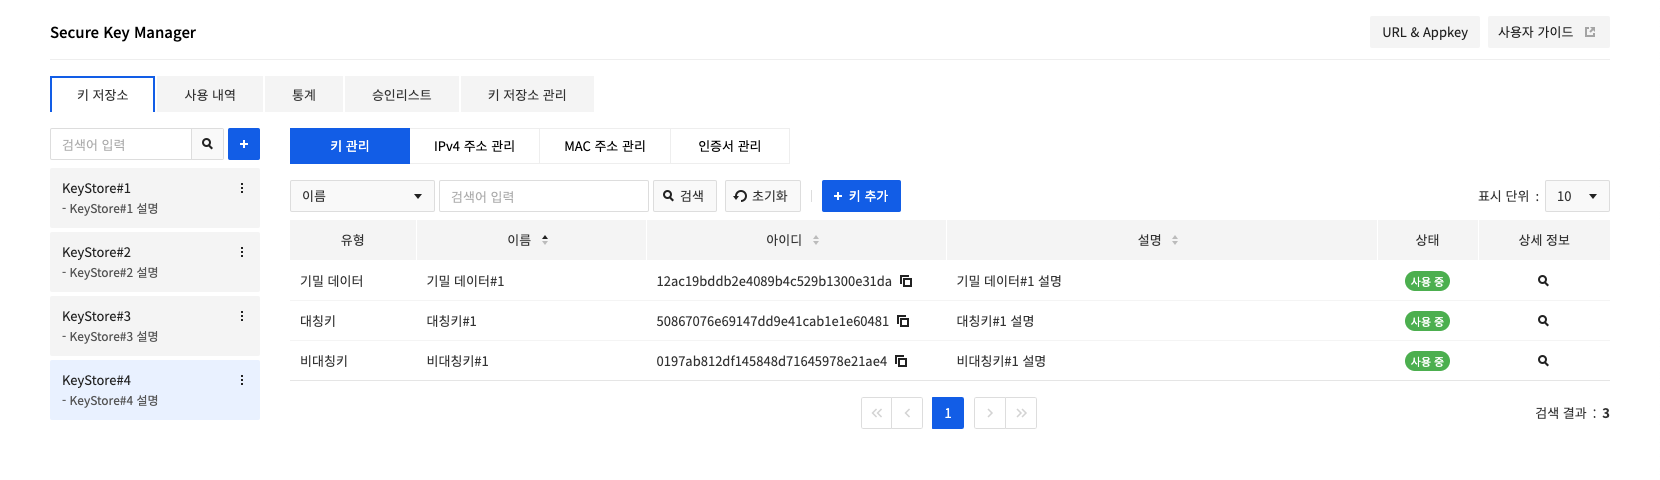 Secure Key Manager
URL & Appkey
사용자 가이드
키 저장소
사용 내역
통계
승인리스트
키 저장소 관리
검색어 입력
KeyStore#1
- KeyStore#1 설명
KeyStore#2
- KeyStore#2 설명
KeyStore#3
- KeyStore#3 설명
KeyStore#4
- KeyStore#4 설명
키 관리
IPv4 주소 관리
MAC 주소 관리
인증서 관리
이름
검색어 입력
검색
초기화
+ 키 추가
표시 단위 : 10
유형 이름 아이디 설명 상태 상세 정보
기밀 데이터 기밀 데이터#1 12ac19bddb2e4089b4c529b1300e31da 기밀 데이터#1 설명 사용 중
대칭키 대칭키#1 50867076e69147dd9e41cab1e1e60481 대칭키#1 설명 사용 중
비대칭키 비대칭키#1 0197ab812df145848d71645978e21ae4 비대칭키#1 설명 사용 중
1
검색 결과 : 3